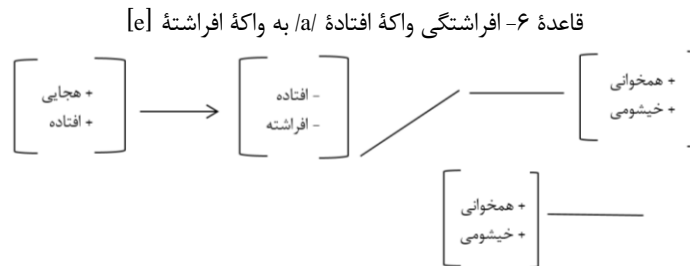 قاعدهٔ ۶- افراشتگی واکهٔ افتادهٔ /a/ به واکهٔ افراشتهٔ [e]
+ هجایی
+ افتاده
- افتاده
- افراشته
+ همخوانی
+ خیشومی
+ همخوانی
+ خیشومی